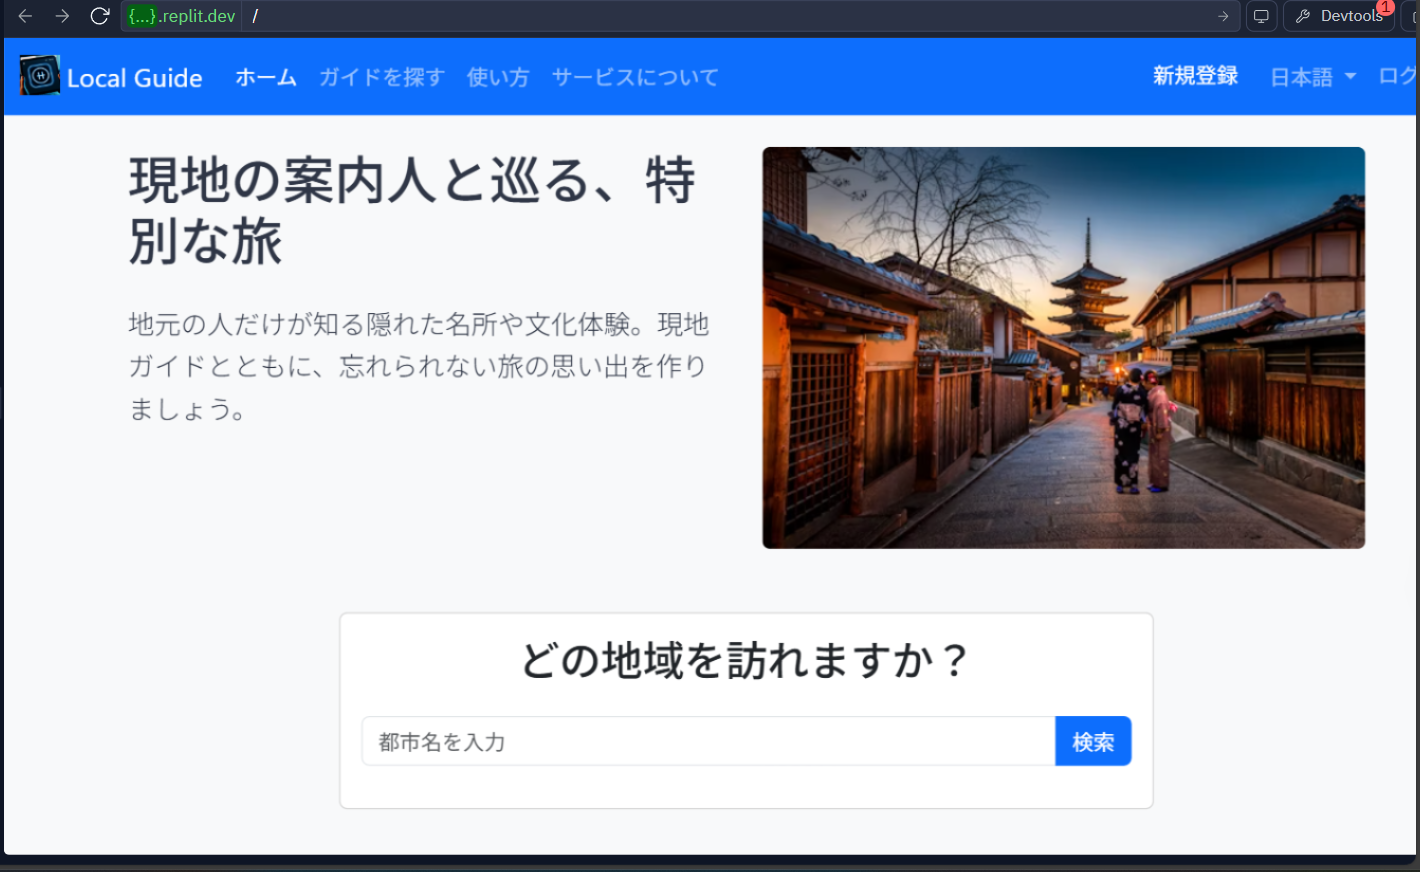 {...}.replit.dev /
Devtools 1
Local Guide ホーム ガイドを探す 使い方 サービスについて 新規登録 日本語 ログ
現地の案内人と巡る、特
別な旅
地元の人だけが知る隠れた名所や文化体験。現地
ガイドとともに、忘れられない旅の思い出を作り
ましょう。
どの地域を訪れますか？
都市名を入力 検索